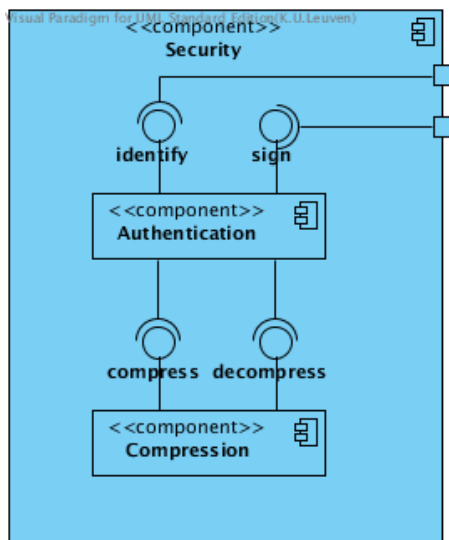 Visual Paradigm for UML Standard Edition(K.U.Leuven)
<<component>>
Security
identify sign
<<component>>
Authentication
compress decompress
<<component>>
Compression